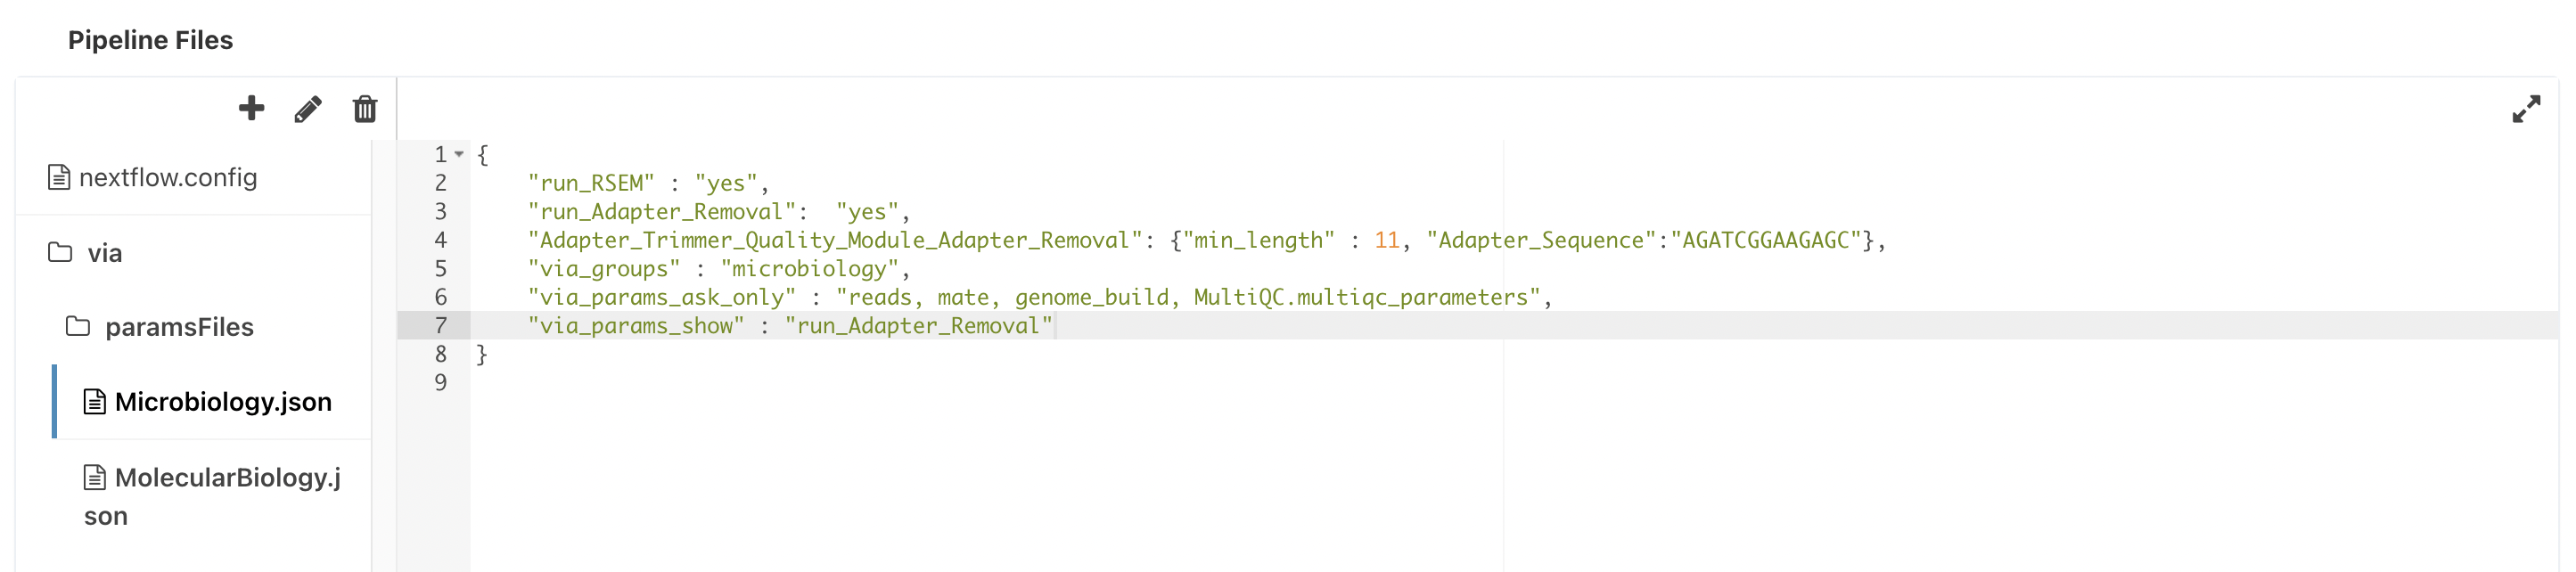 Pipeline Files
nextflow.config
via
paramsFiles
Microbiology.json
MolecularBiology.j
son
1 {
2 "run_RSEM" : "yes",
3 "run_Adapter_Removal":  "yes",
4 "Adapter_Trimmer_Quality_Module_Adapter_Removal": {"min_length" : 11, "Adapter_Sequence":"AGATCGGAAGAGC"},
5 "via_groups" : "microbiology",
6 "via_params_ask_only" : "reads, mate, genome_build, MultiQC.multiqc_parameters",
7 "via_params_show" : "run_Adapter_Removal"
8 }
9